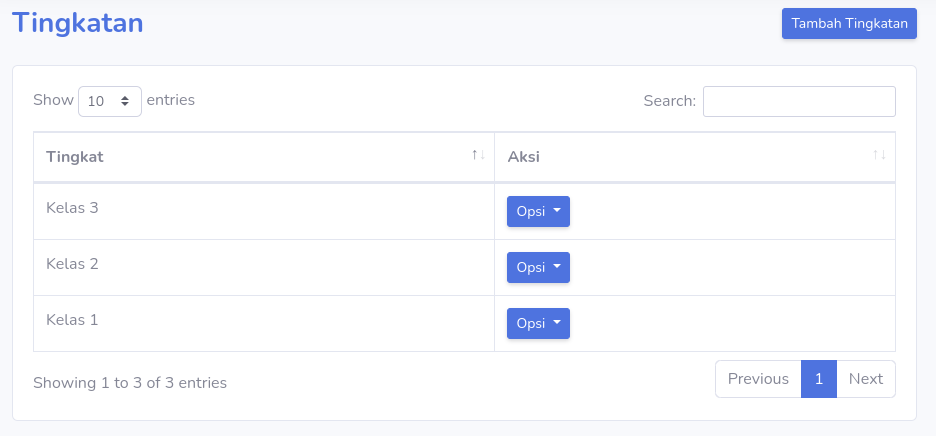 Tingkatan
Tambah Tingkatan
Show 10 entries
Search:
Tingkat Aksi
Kelas 3 Opsi
Kelas 2 Opsi
Kelas 1 Opsi
Showing 1 to 3 of 3 entries
Previous 1 Next